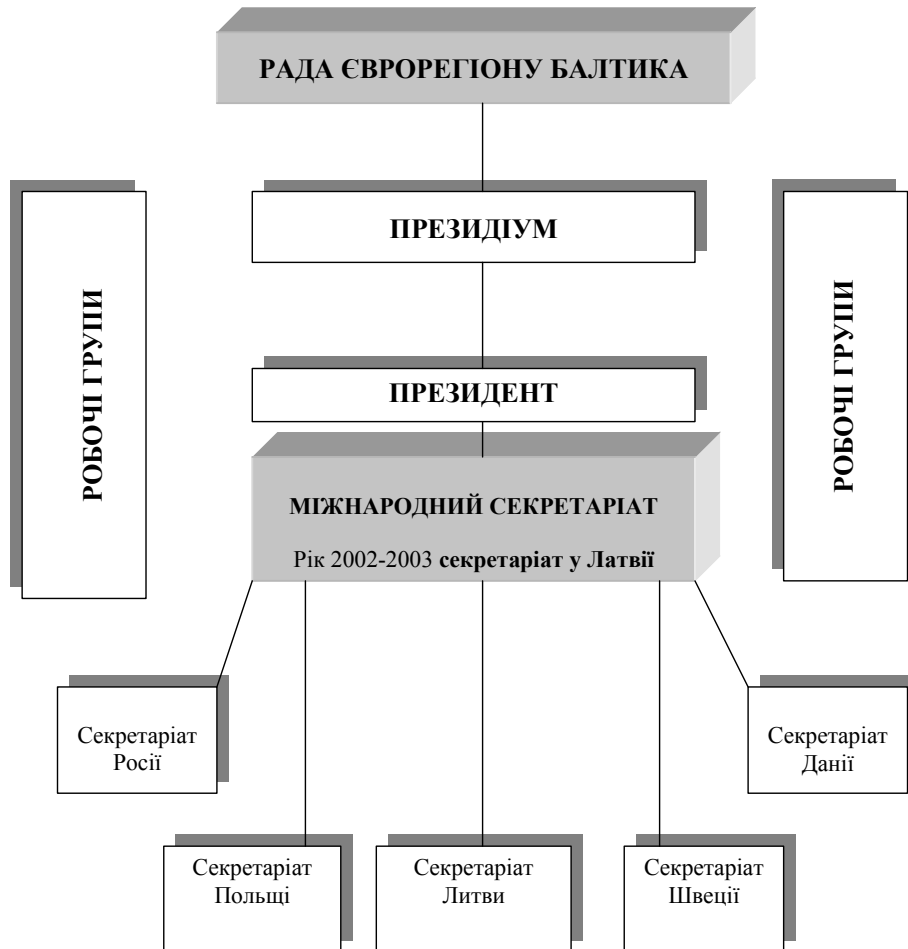 РАДА ЄВРОРЕГІОНУ БАЛТИКА
ПРЕЗИДІУМ
РОБОЧІ ГРУПИ
РОБОЧІ ГРУПИ
ПРЕЗИДЕНТ
МІЖНАРОДНИЙ СЕКРЕТАРІАТ
Рік 2002-2003 секретаріат у Латвії
Секретаріат
Росії
Секретаріат
Данії
Секретаріат
Польщі
Секретаріат
Литви
Секретаріат
Швеції